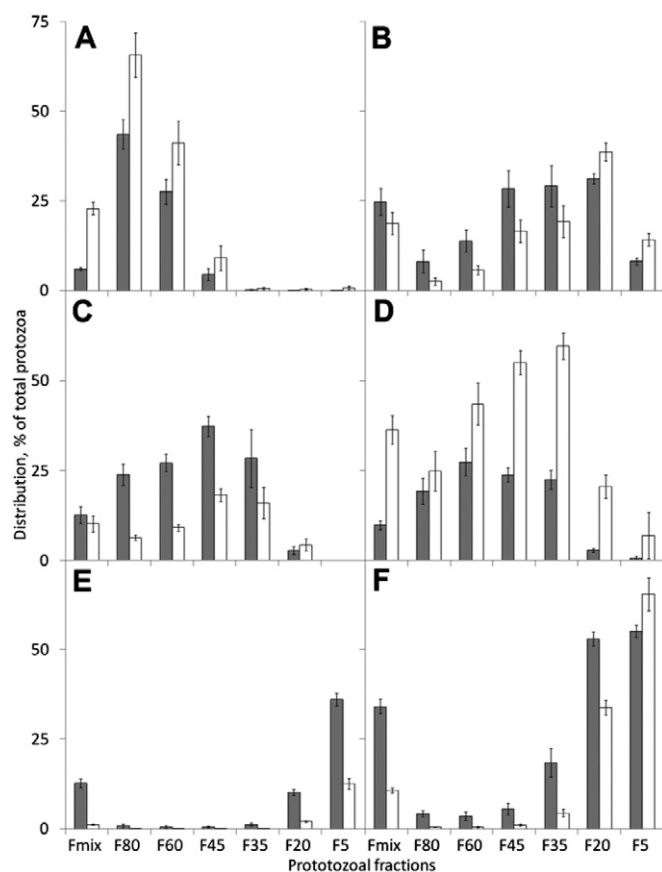 75
A
B
50
25
0
C
D
50
25
0
E
F
50
25
0
Fmix F80 F60 F45 F35 F20 F5 Fmix F80 F60 F45 F35 F20 F5
Prototozoal fractions
Distribution, % of total protozoa